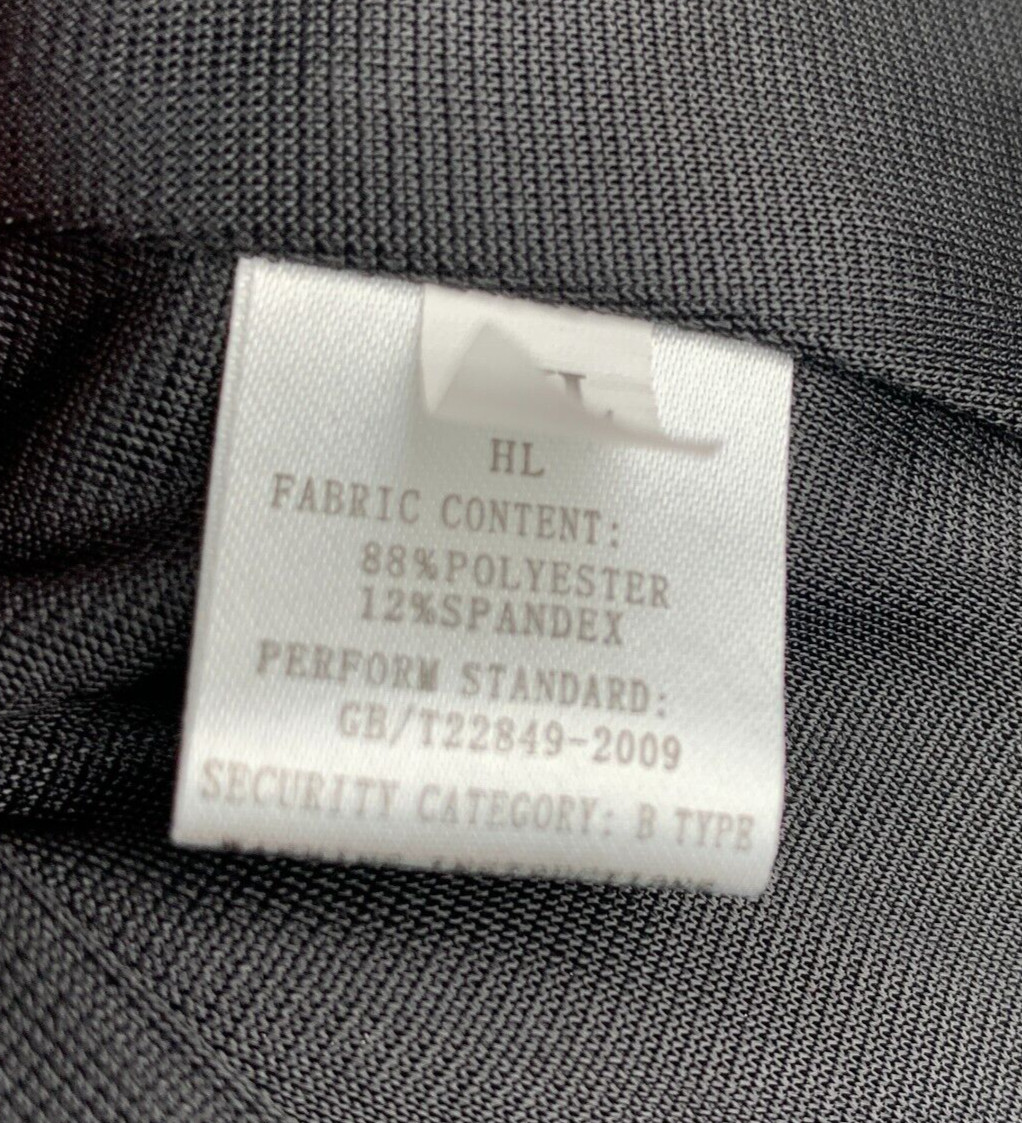 L
HL
FABRIC CONTENT:
88%POLYESTER
12%SPANDEX
PERFORM STANDARD:
GB/T22849-2009
SECURITY CATEGORY: B TYPE